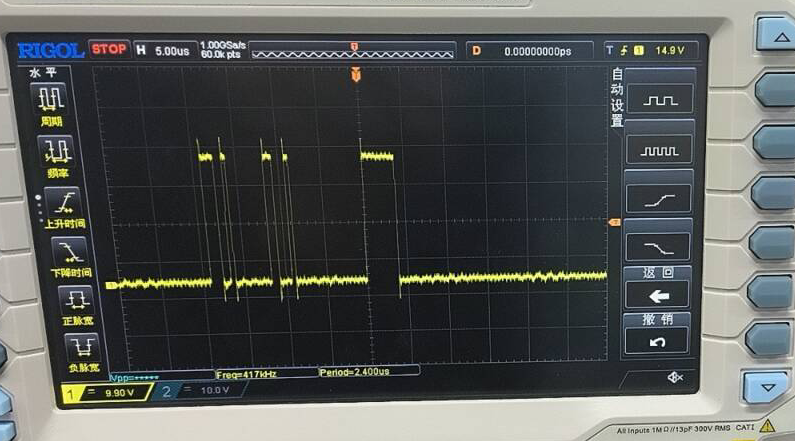 RIGOL STOP H 5.00us 1.00GSa/s 60.0k pts D 0.00000000ps T 1 14.9 V
水平
周期
频率
上升时间
下降时间
正脉宽
负脉宽
自动设置
返回
撤销
Vpp=***** Freq=417kHz Period=2.400us
1 = 9.90 V 2 = 10.0 V
All Inputs 1MΩ//13pF 300V RMS CAT I